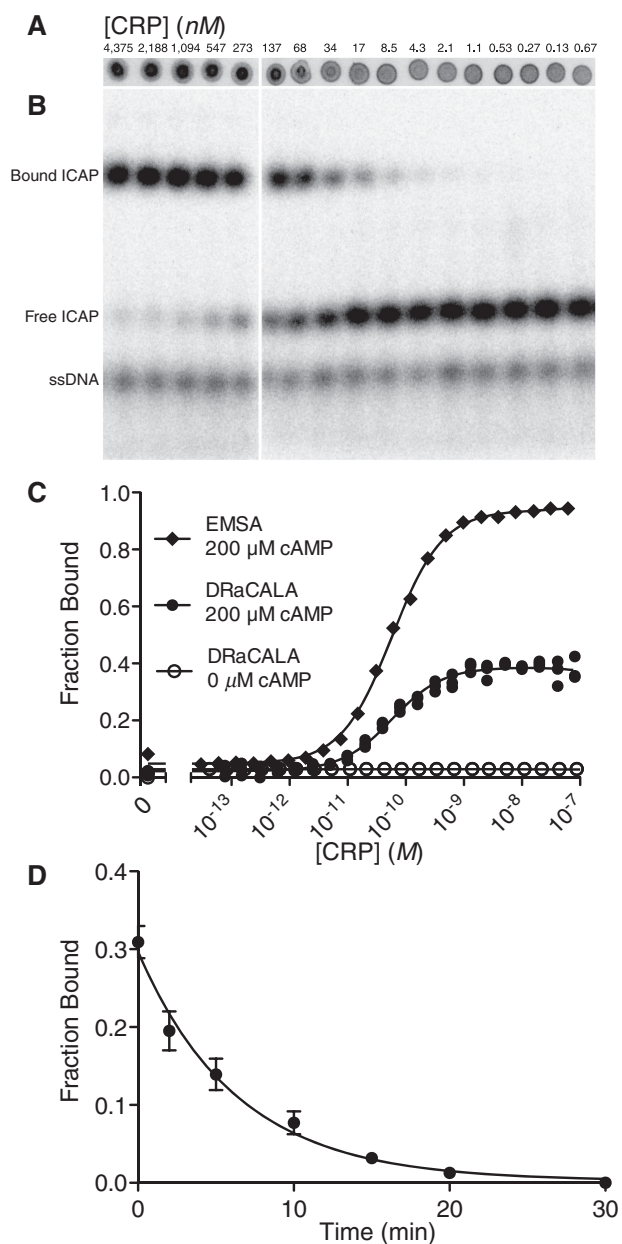 A
[CRP] (nM)
4,375 2,188 1,094 547 273 137 68 34 17 8.5 4.3 2.1 1.1 0.53 0.27 0.13 0.67
B
Bound ICAP
Free ICAP
ssDNA
C
Fraction Bound
1.0
0.8
0.6
0.4
0.2
0.0
EMSA
200 µM cAMP
DRaCALA
200 µM cAMP
DRaCALA
0 µM cAMP
0 10⁻¹³ 10⁻¹² 10⁻¹¹ 10⁻¹⁰ 10⁻⁹ 10⁻⁸ 10⁻⁷
[CRP] (M)
D
Fraction Bound
0.4
0.3
0.2
0.1
0.0
0 10 20 30
Time (min)